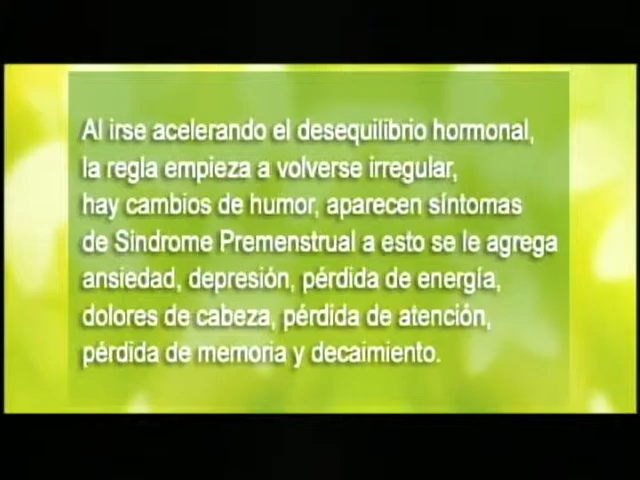 Al irse acelerando el desequilibrio hormonal,
la regla empieza a volverse irregular,
hay cambios de humor, aparecen síntomas
de Sindrome Premenstrual a esto se le agrega
ansiedad, depresión, pérdida de energía,
dolores de cabeza, pérdida de atención,
pérdida de memoria y decaimiento.